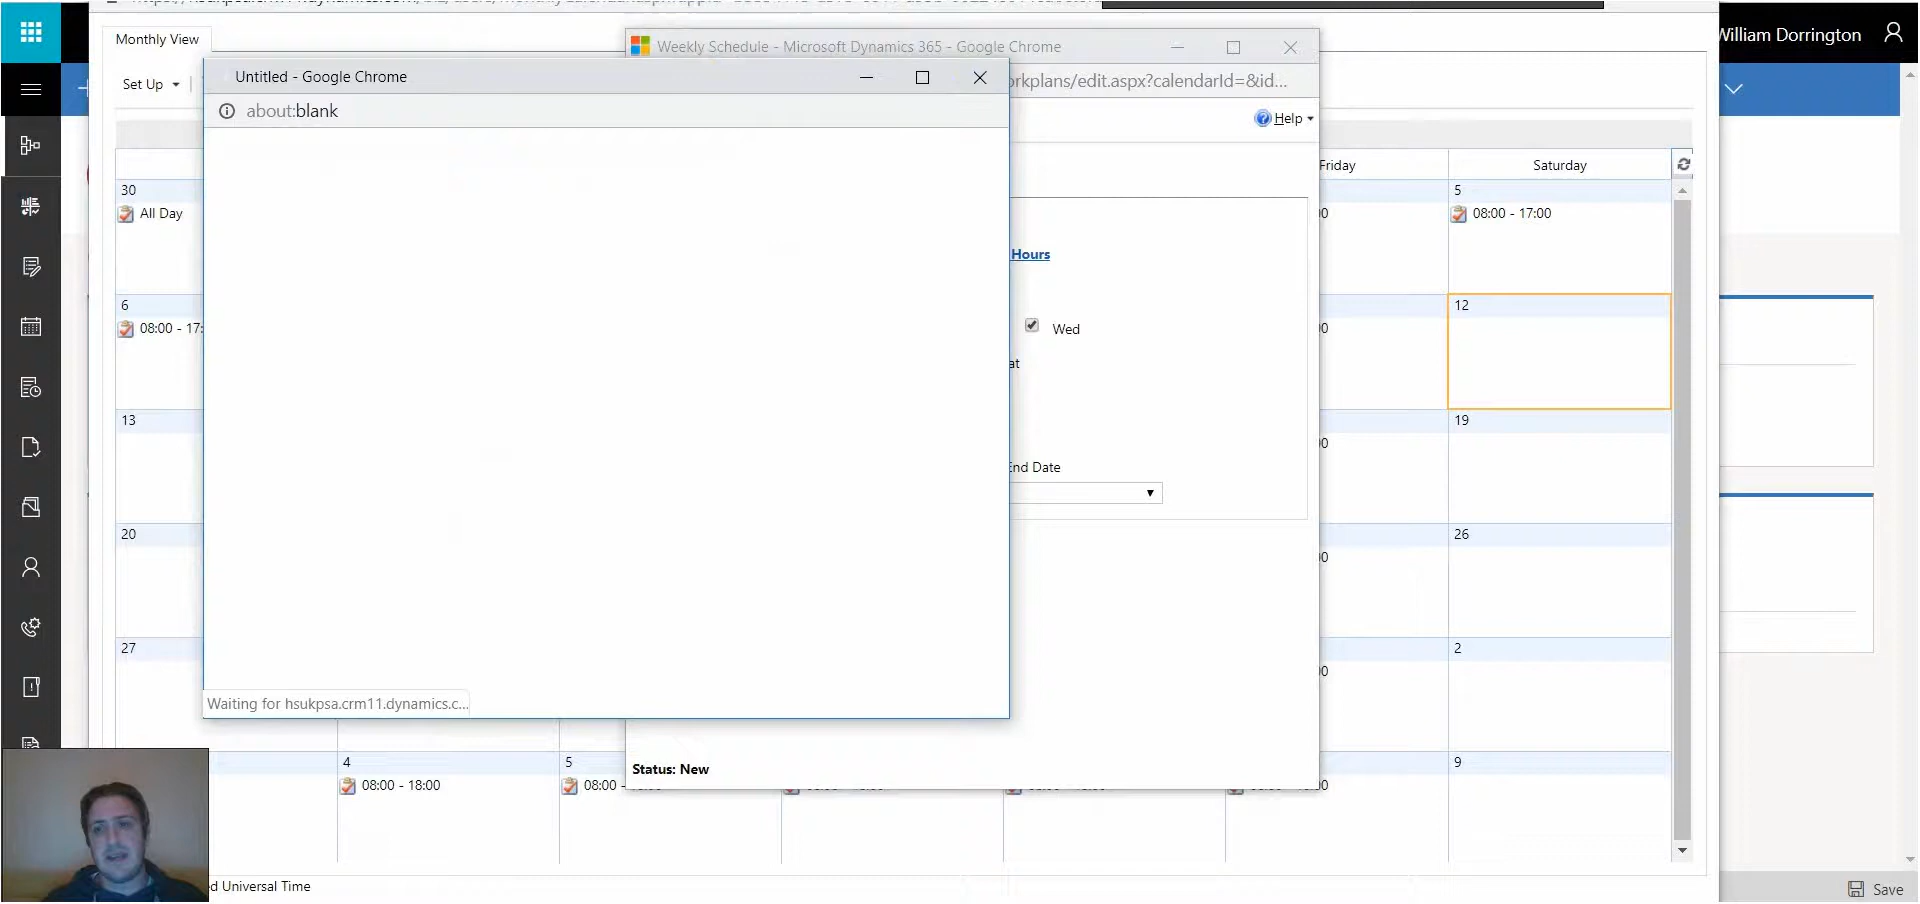 Monthly View
Weekly Schedule - Microsoft Dynamics 365 - Google Chrome
William Dorrington
Set Up
Untitled - Google Chrome
orkplans/edit.aspx?calendarId=&id...
about:blank
Help
Friday
Saturday
30
5
All Day
08:00 - 17:00
Hours
6
12
08:00 - 17:
Wed
at
13
19
End Date
20
26
27
2
Waiting for hsukpsa.crm11.dynamics.c...
4
5
9
Status: New
08:00 - 18:00
08:00 -
d Universal Time
Save